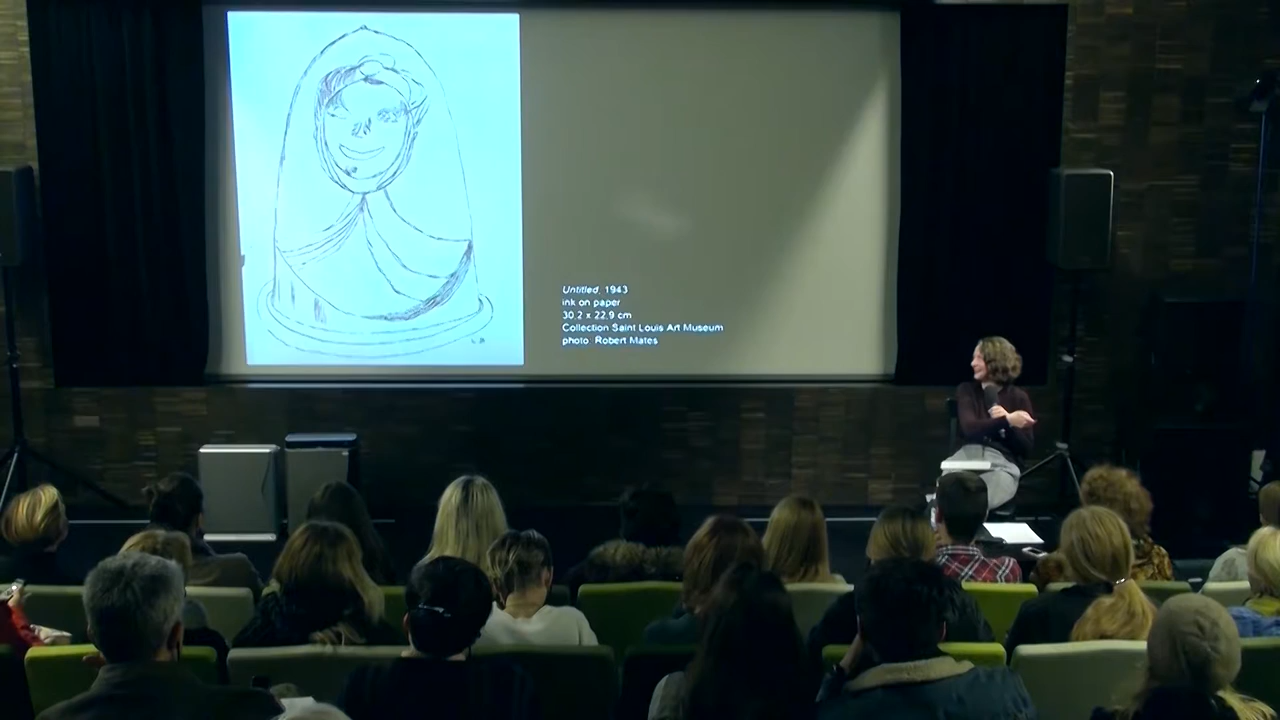 Untitled, 1943
ink on paper
30.2 x 22.9 cm
Collection Saint Louis Art Museum
photo: Robert Mates